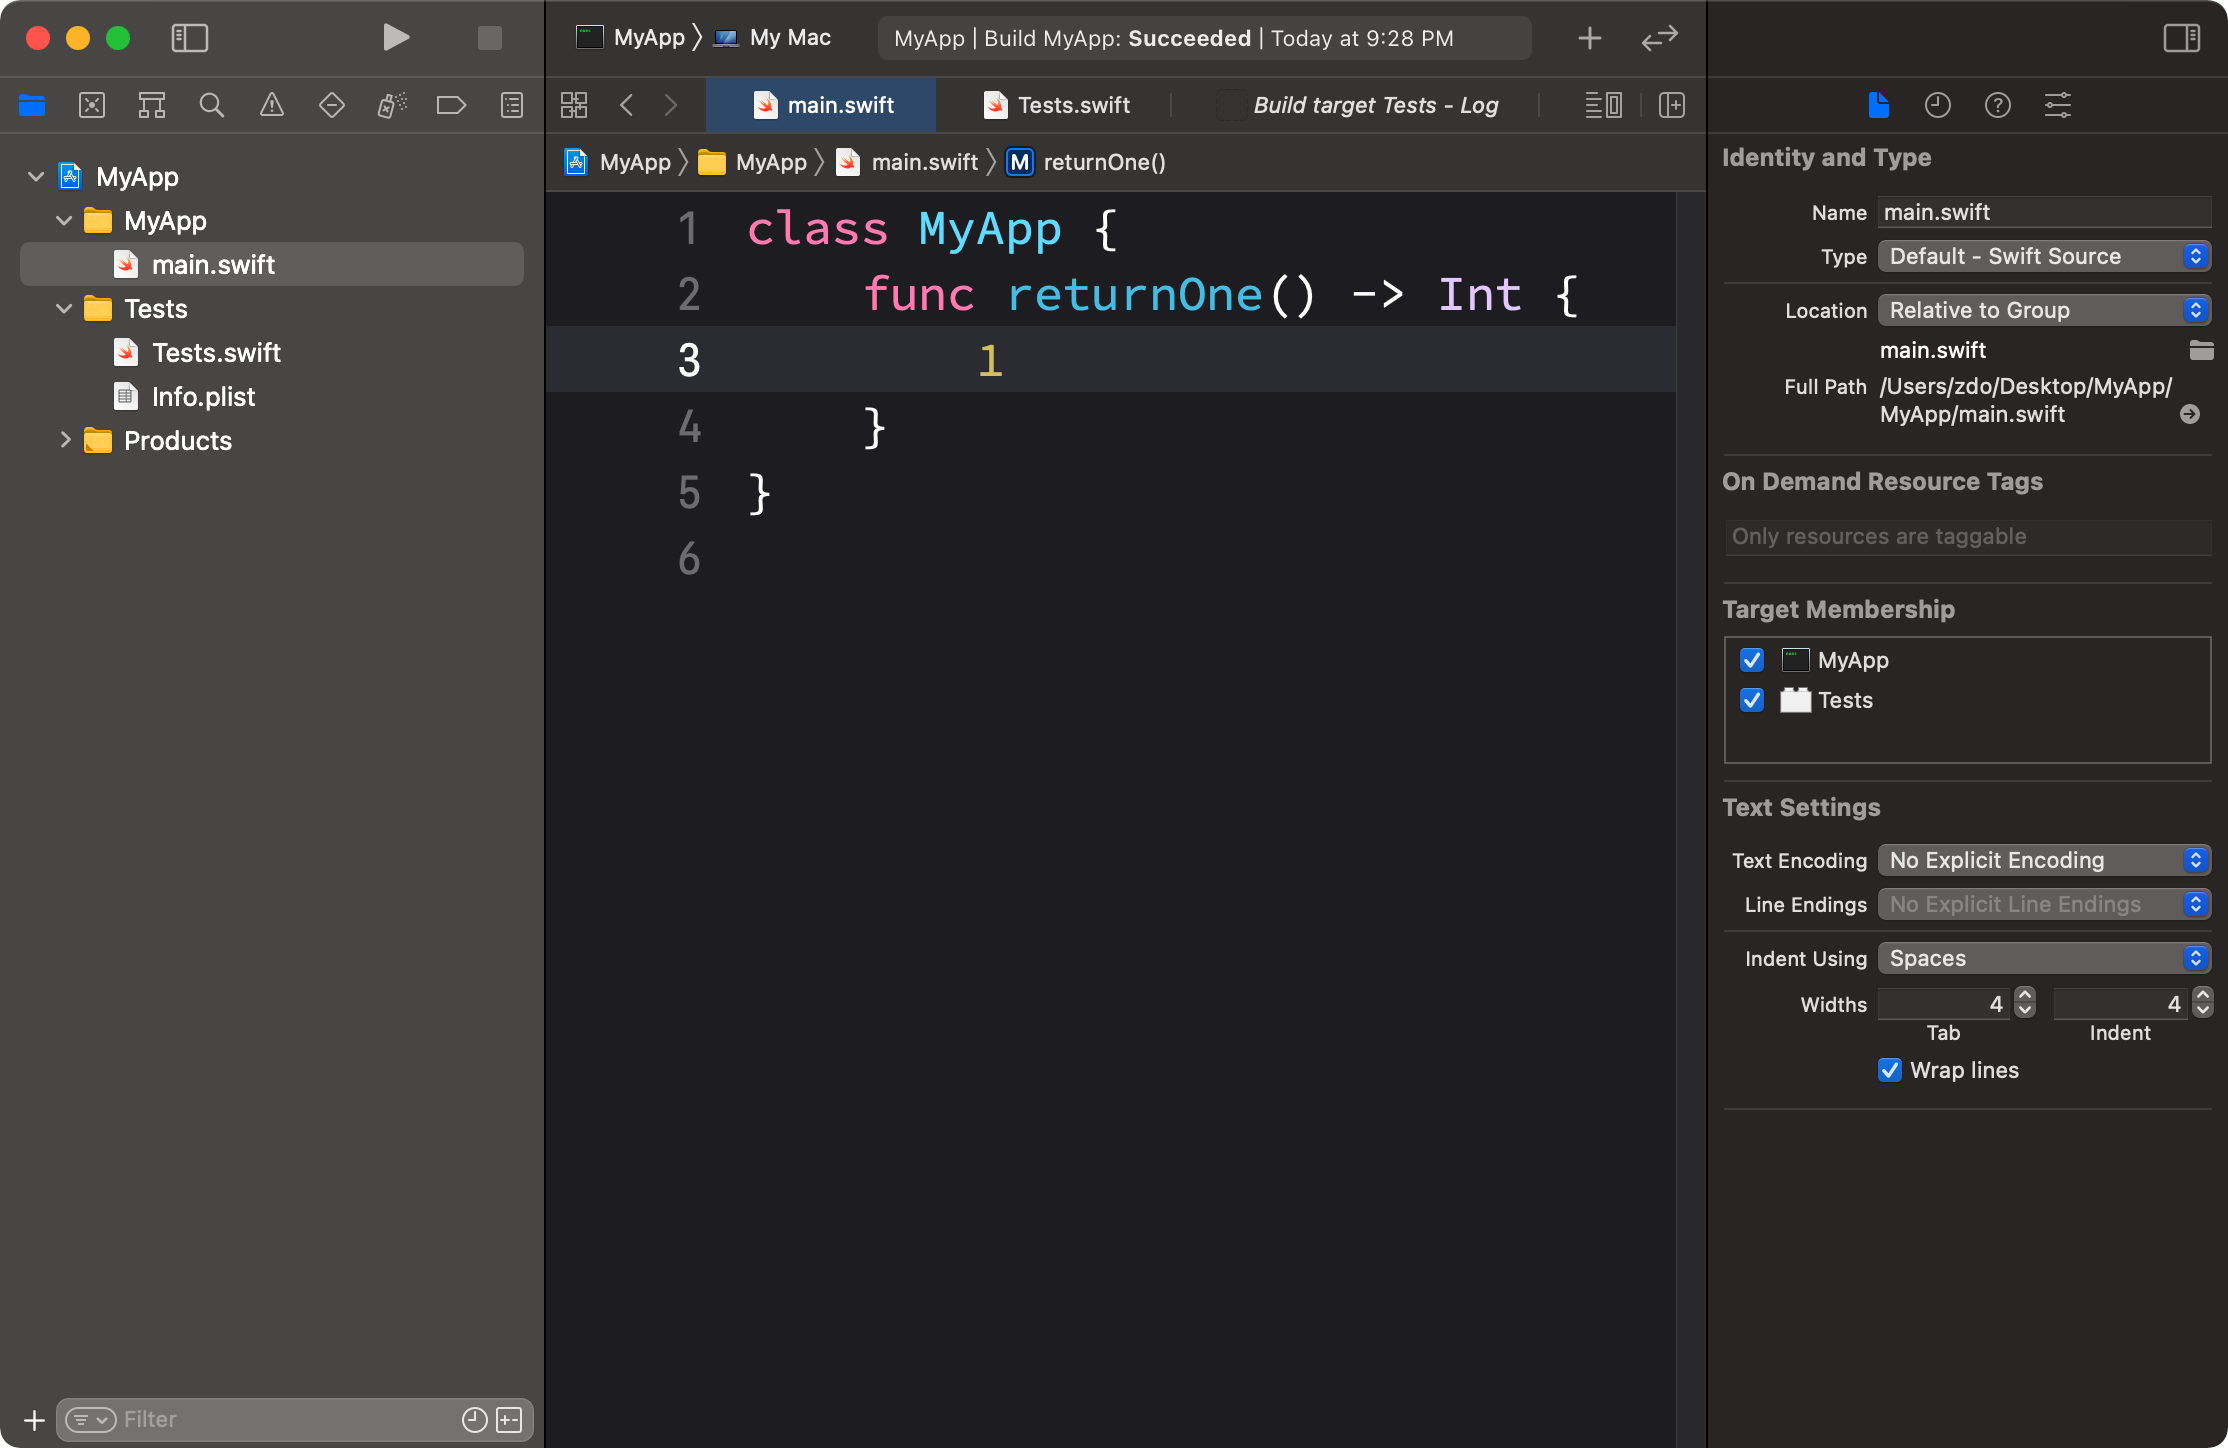 MyApp 〉 My Mac
MyApp | Build MyApp: Succeeded | Today at 9:28 PM
main.swift
Tests.swift
Build target Tests - Log
MyApp
MyApp
main.swift
Tests
Tests.swift
Info.plist
Products
Filter
MyApp 〉 MyApp 〉 main.swift 〉 M returnOne()
1 class MyApp {
2 func returnOne() -> Int {
3 1
4 }
5 }
6
Identity and Type
Name main.swift
Type Default - Swift Source
Location Relative to Group
main.swift
Full Path /Users/zdo/Desktop/MyApp/
MyApp/main.swift
On Demand Resource Tags
Only resources are taggable
Target Membership
MyApp
Tests
Text Settings
Text Encoding No Explicit Encoding
Line Endings No Explicit Line Endings
Indent Using Spaces
Widths 4 4
Tab Indent
Wrap lines